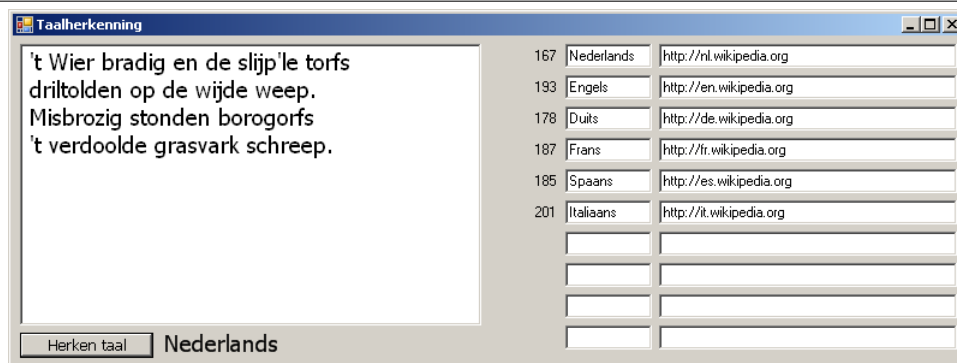 Taalherkenning
't Wier bradig en de slijp'le torfs
driltolden op de wijde weep.
Misbrozig stonden borogorfs
't verdoolde grasvark schreep.
167 Nederlands http://nl.wikipedia.org
193 Engels http://en.wikipedia.org
178 Duits http://de.wikipedia.org
187 Frans http://fr.wikipedia.org
185 Spaans http://es.wikipedia.org
201 Italiaans http://it.wikipedia.org
Herken taal Nederlands